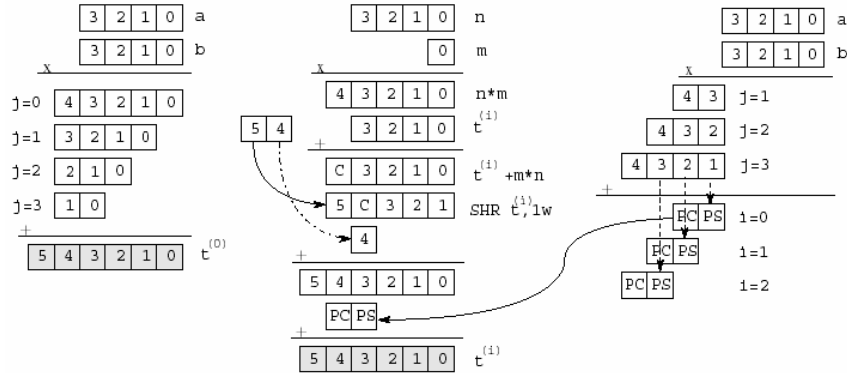 3 2 1 0 a
3 2 1 0 b
x
j=0 4 3 2 1 0
j=1 3 2 1 0
j=2 2 1 0
j=3 1 0
+
5 4 3 2 1 0 t(0)
3 2 1 0 n
0 m
x
4 3 2 1 0 n*m
5 4
3 2 1 0 t(i)
+
C 3 2 1 0 t(i) +m*n
5 C 3 2 1 SHR t(i),1w
4
+
5 4 3 2 1 0
PC PS
+
5 4 3 2 1 0 t(i)
3 2 1 0 a
3 2 1 0 b
x
4 3 j=1
4 3 2 j=2
4 3 2 1 j=3
+
PC PS i=0
PC PS i=1
PC PS i=2